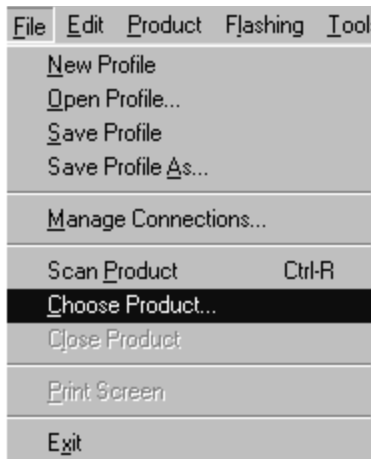 File Edit Product Flashing Tool
New Profile
Open Profile...
Save Profile
Save Profile As...
Manage Connections...
Scan Product Ctrl-R
Choose Product...
Close Product
Print Screen
Exit